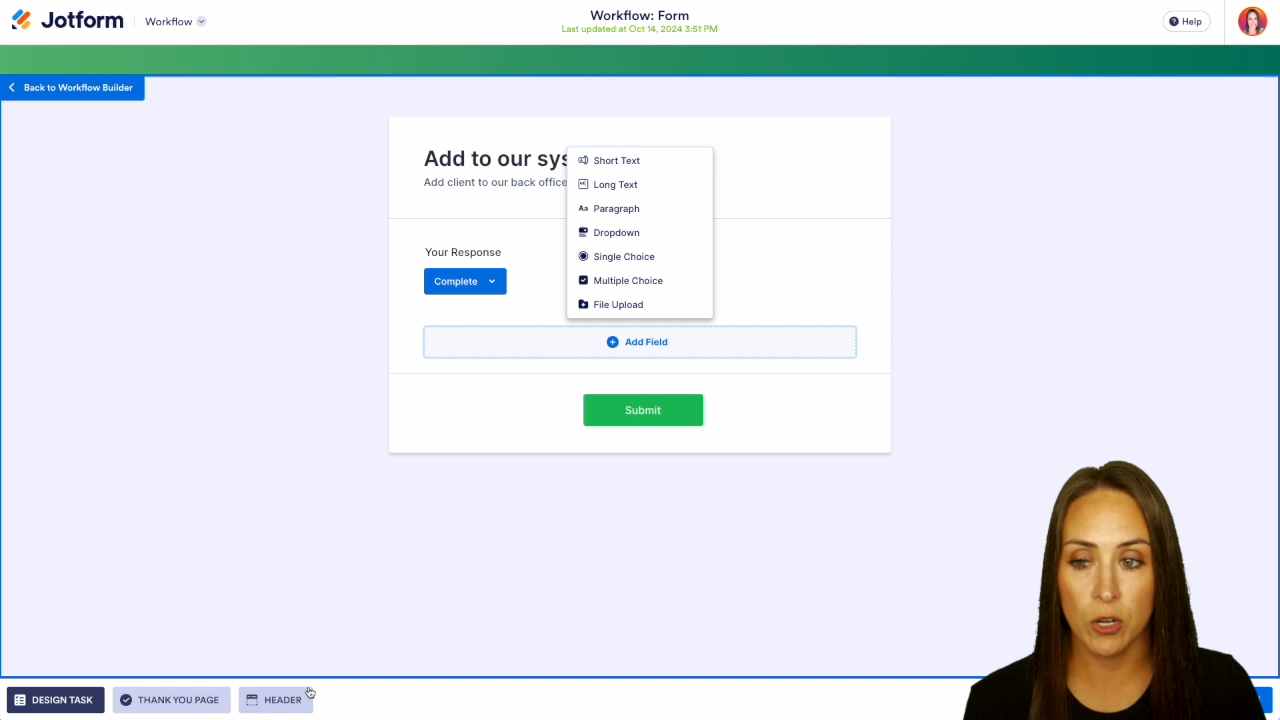 Jotform
Workflow
Workflow: Form
Last updated at Oct 14, 2024 3:51 PM
Help
Back to Workflow Builder
Add to our sys
Add client to our back office
Short Text
Long Text
Paragraph
Dropdown
Single Choice
Multiple Choice
File Upload
Your Response
Complete
Add Field
Submit
DESIGN TASK
THANK YOU PAGE
HEADER